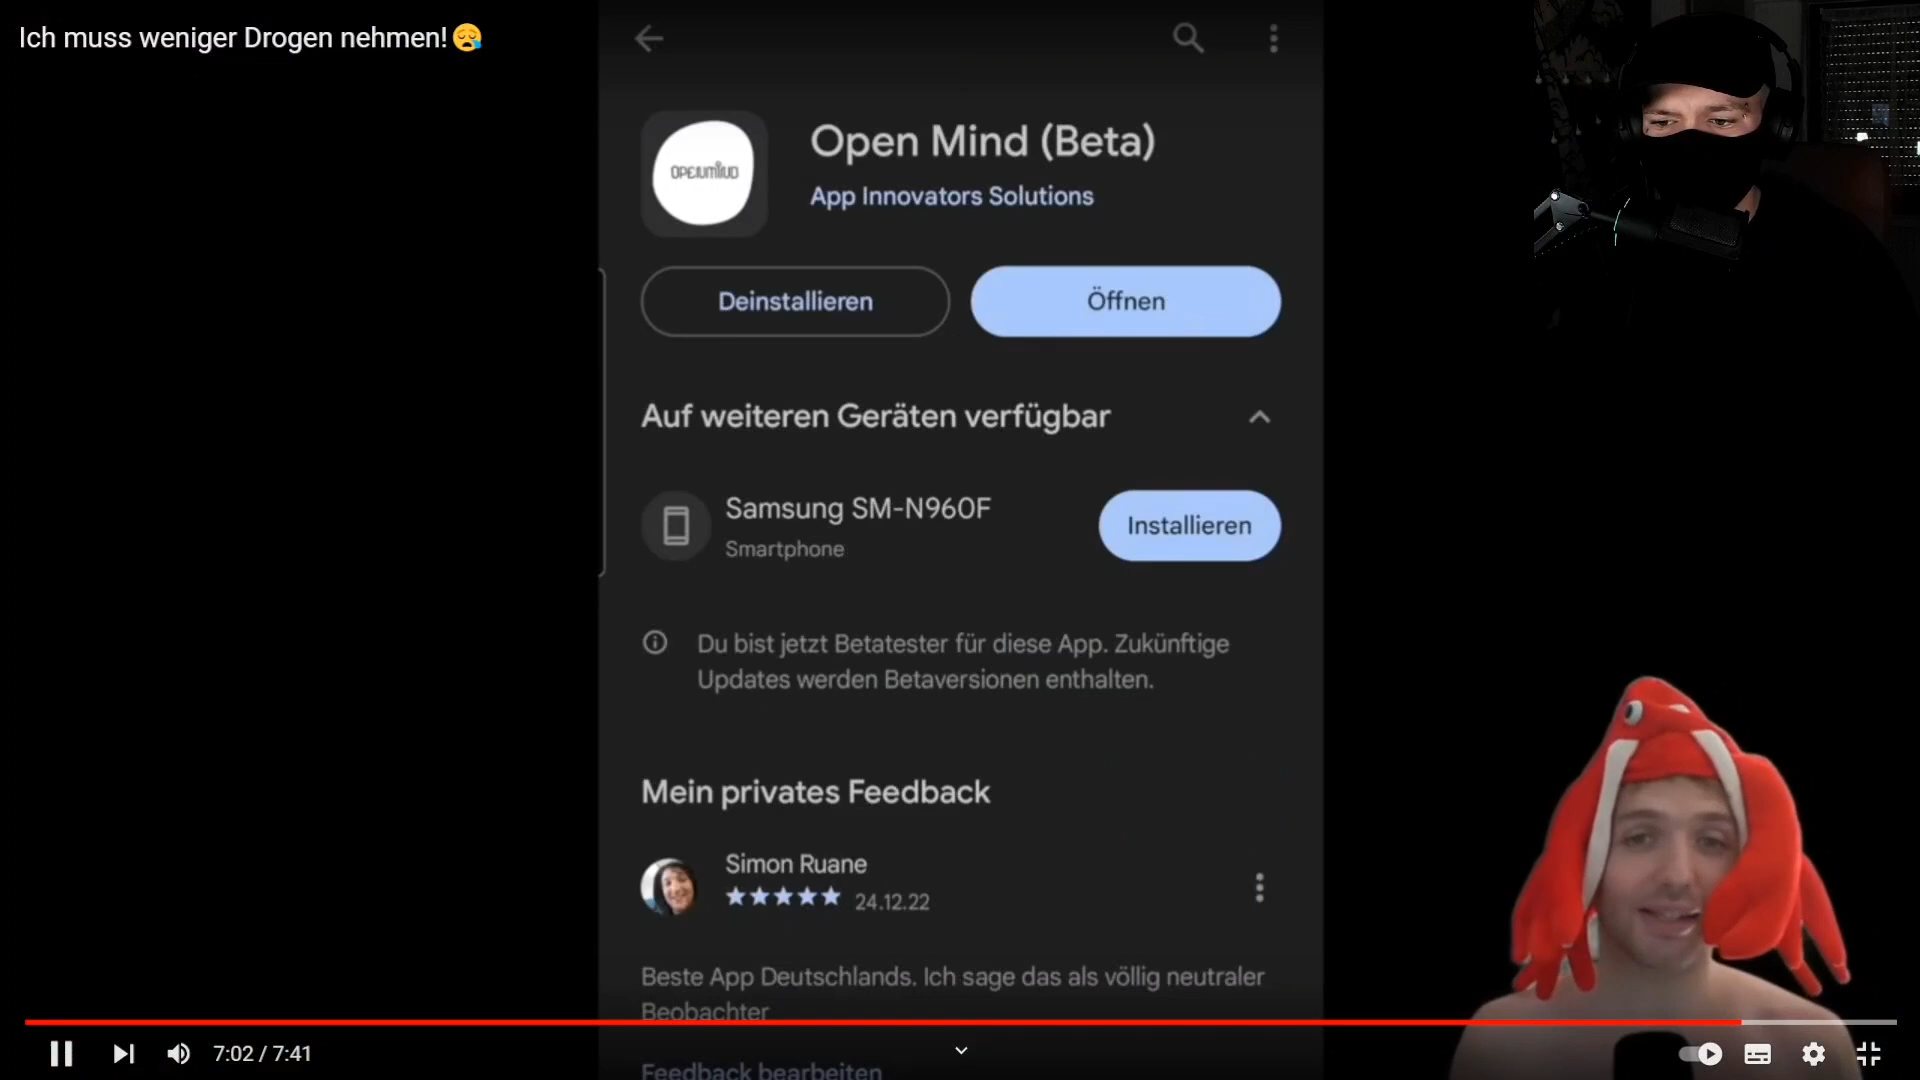 Ich muss weniger Drogen nehmen!😪
Open Mind (Beta)
OPENMIND
App Innovators Solutions
Deinstallieren
Öffnen
Auf weiteren Geräten verfügbar
Samsung SM-N960F
Smartphone
Installieren
Du bist jetzt Betatester für diese App. Zukünftige
Updates werden Betaversionen enthalten.
Mein privates Feedback
Simon Ruane
★★★★★ 24.12.22
Beste App Deutschlands. Ich sage das als völlig neutraler
Beobachter
Feedback bearbeiten
7:02 / 7:41